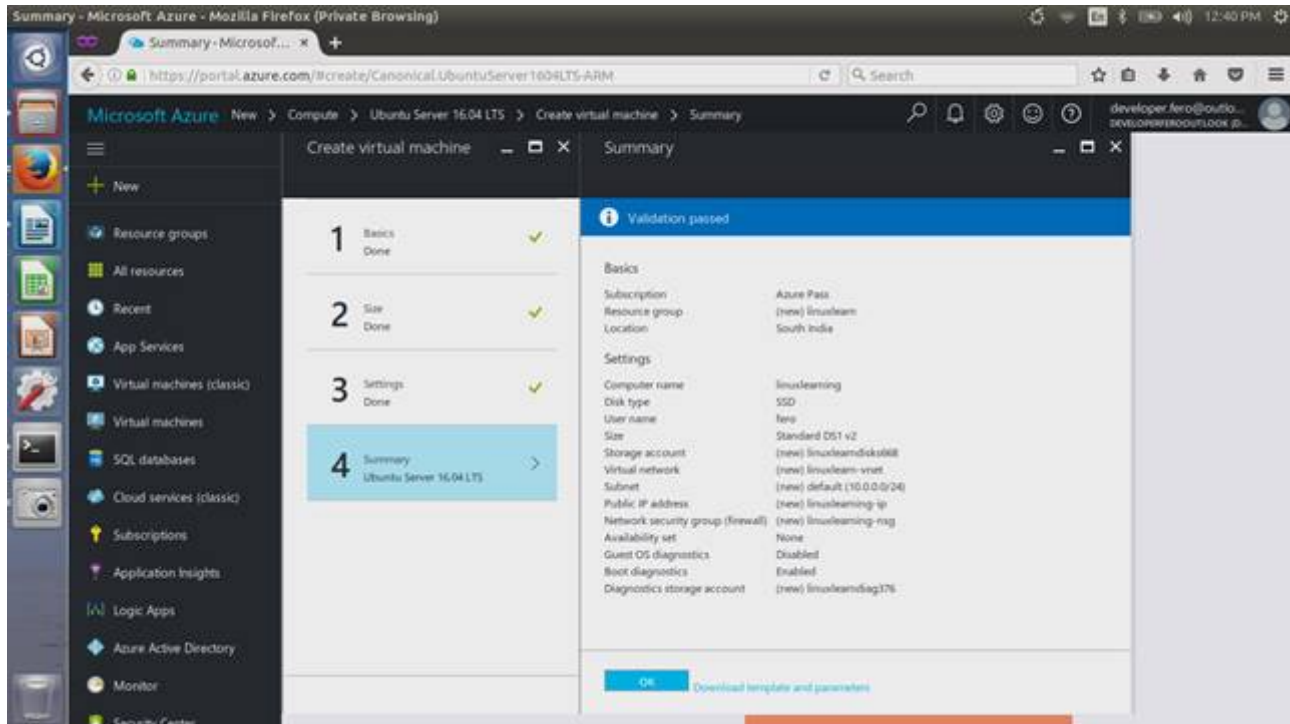 Summary - Microsoft Azure - Mozilla Firefox (Private Browsing)
En
12:40 PM
Summary - Microsof... × +
https://portal.azure.com/#create/Canonical.UbuntuServer1604LTS-ARM
Search
Microsoft Azure New > Compute > Ubuntu Server 16.04 LTS > Create virtual machine > Summary
developer.fero@outlo...
New
Resource groups
All resources
Recent
App Services
Virtual machines (classic)
Virtual machines
SQL databases
Cloud services (classic)
Subscriptions
Application Insights
Logic Apps
Azure Active Directory
Monitor
Security Center
Create virtual machine
1 Basics
Done
2 Size
Done
3 Settings
Done
4 Summary
Ubuntu Server 16.04 LTS
Summary
Validation passed
Basics
Subscription Azure Pass
Resource group (new) linuxlearn
Location South India
Settings
Computer name linuxlearning
Disk type SSD
User name fero
Size Standard DS1 v2
Storage account (new)
Virtual network (new) linuxlearn-vnet
Subnet (new) default (10.0.0.0/24)
Public IP address (new) linuxlearning-ip
Network security group (firewall) (new) linuxlearning-nsg
Availability set None
Guest OS diagnostics Disabled
Boot diagnostics Enabled
Diagnostics storage account (new) linuxlearndiag376
OK
Download template and parameters